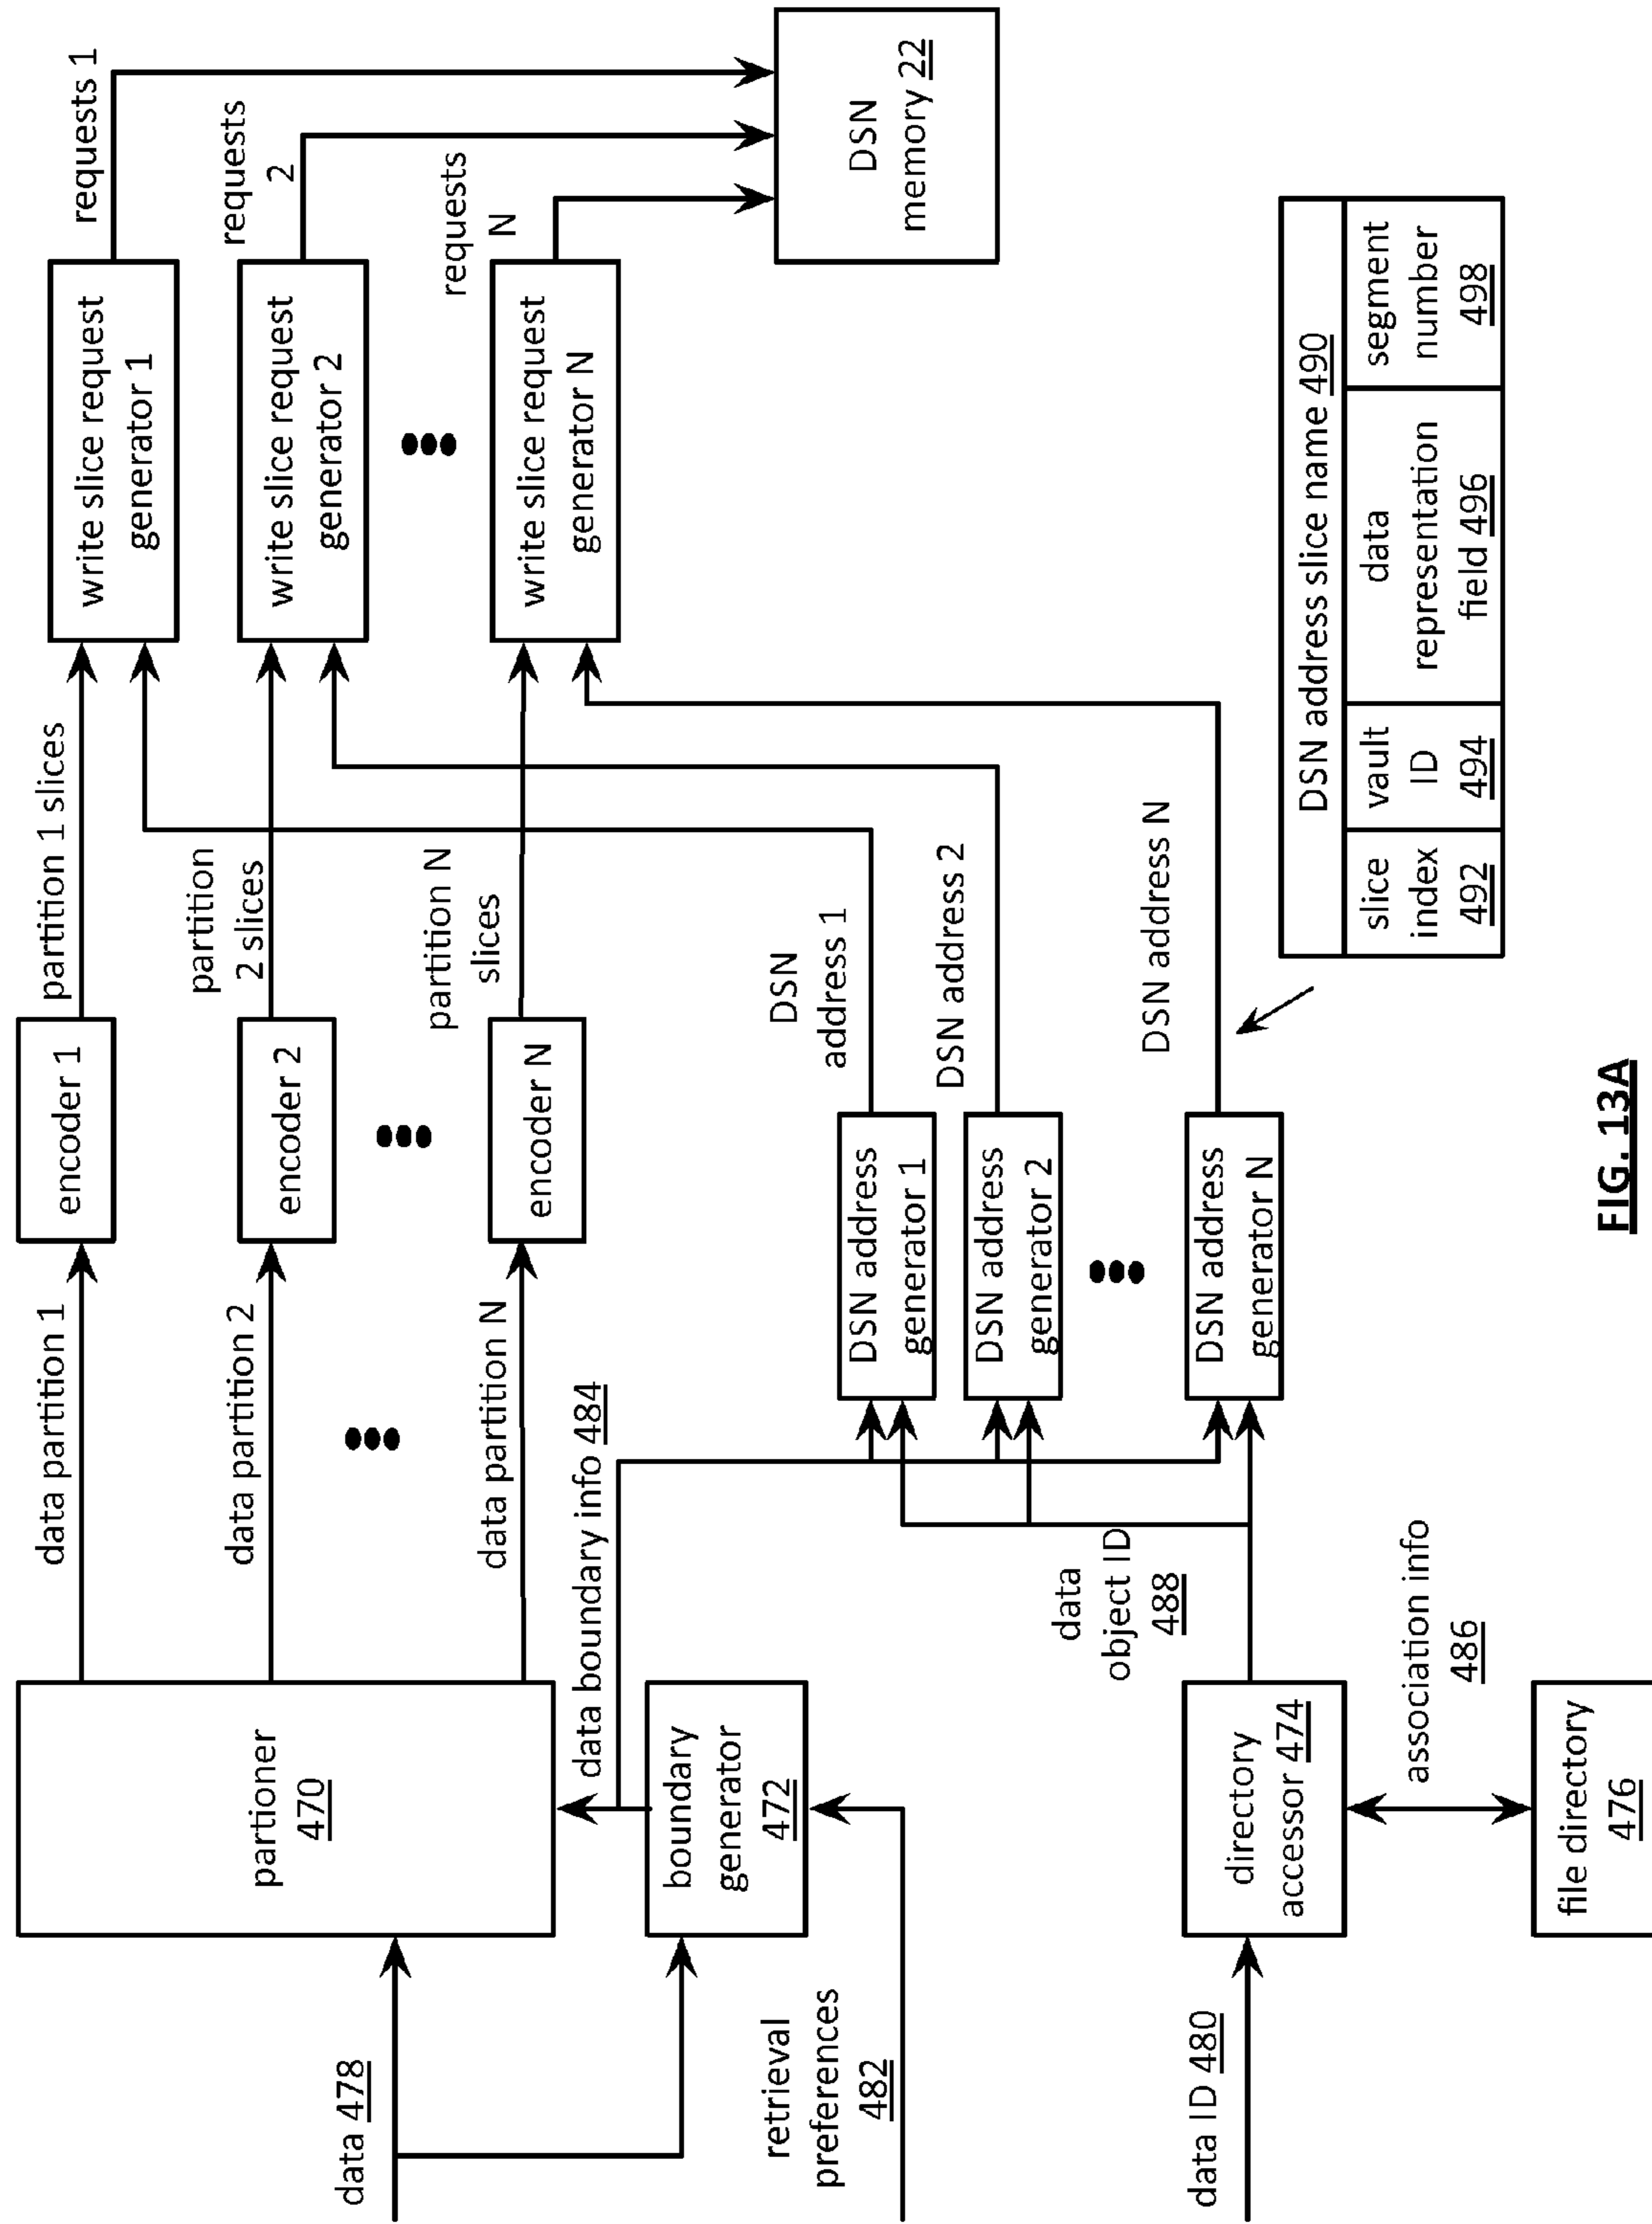 data 478
retrieval
preferences
482
data ID 480
partioner
470
boundary
generator
472
directory
accessor 474
file directory
476
association info
486
data boundary info 484
data
object ID
488
data partition 1
data partition 2
data partition N
encoder 1
encoder 2
encoder N
DSN address
generator 1
DSN address
generator 2
DSN address
generator N
partition 1 slices
partition
2 slices
partition N
slices
DSN
address 1
DSN address 2
DSN address N
write slice request
generator 1
write slice request
generator 2
write slice request
generator N
requests 1
requests
2
requests
N
DSN
memory 22
DSN address slice name 490
slice
index
492
vault
ID
494
data
representation
field 496
segment
number
498
FIG. 13A